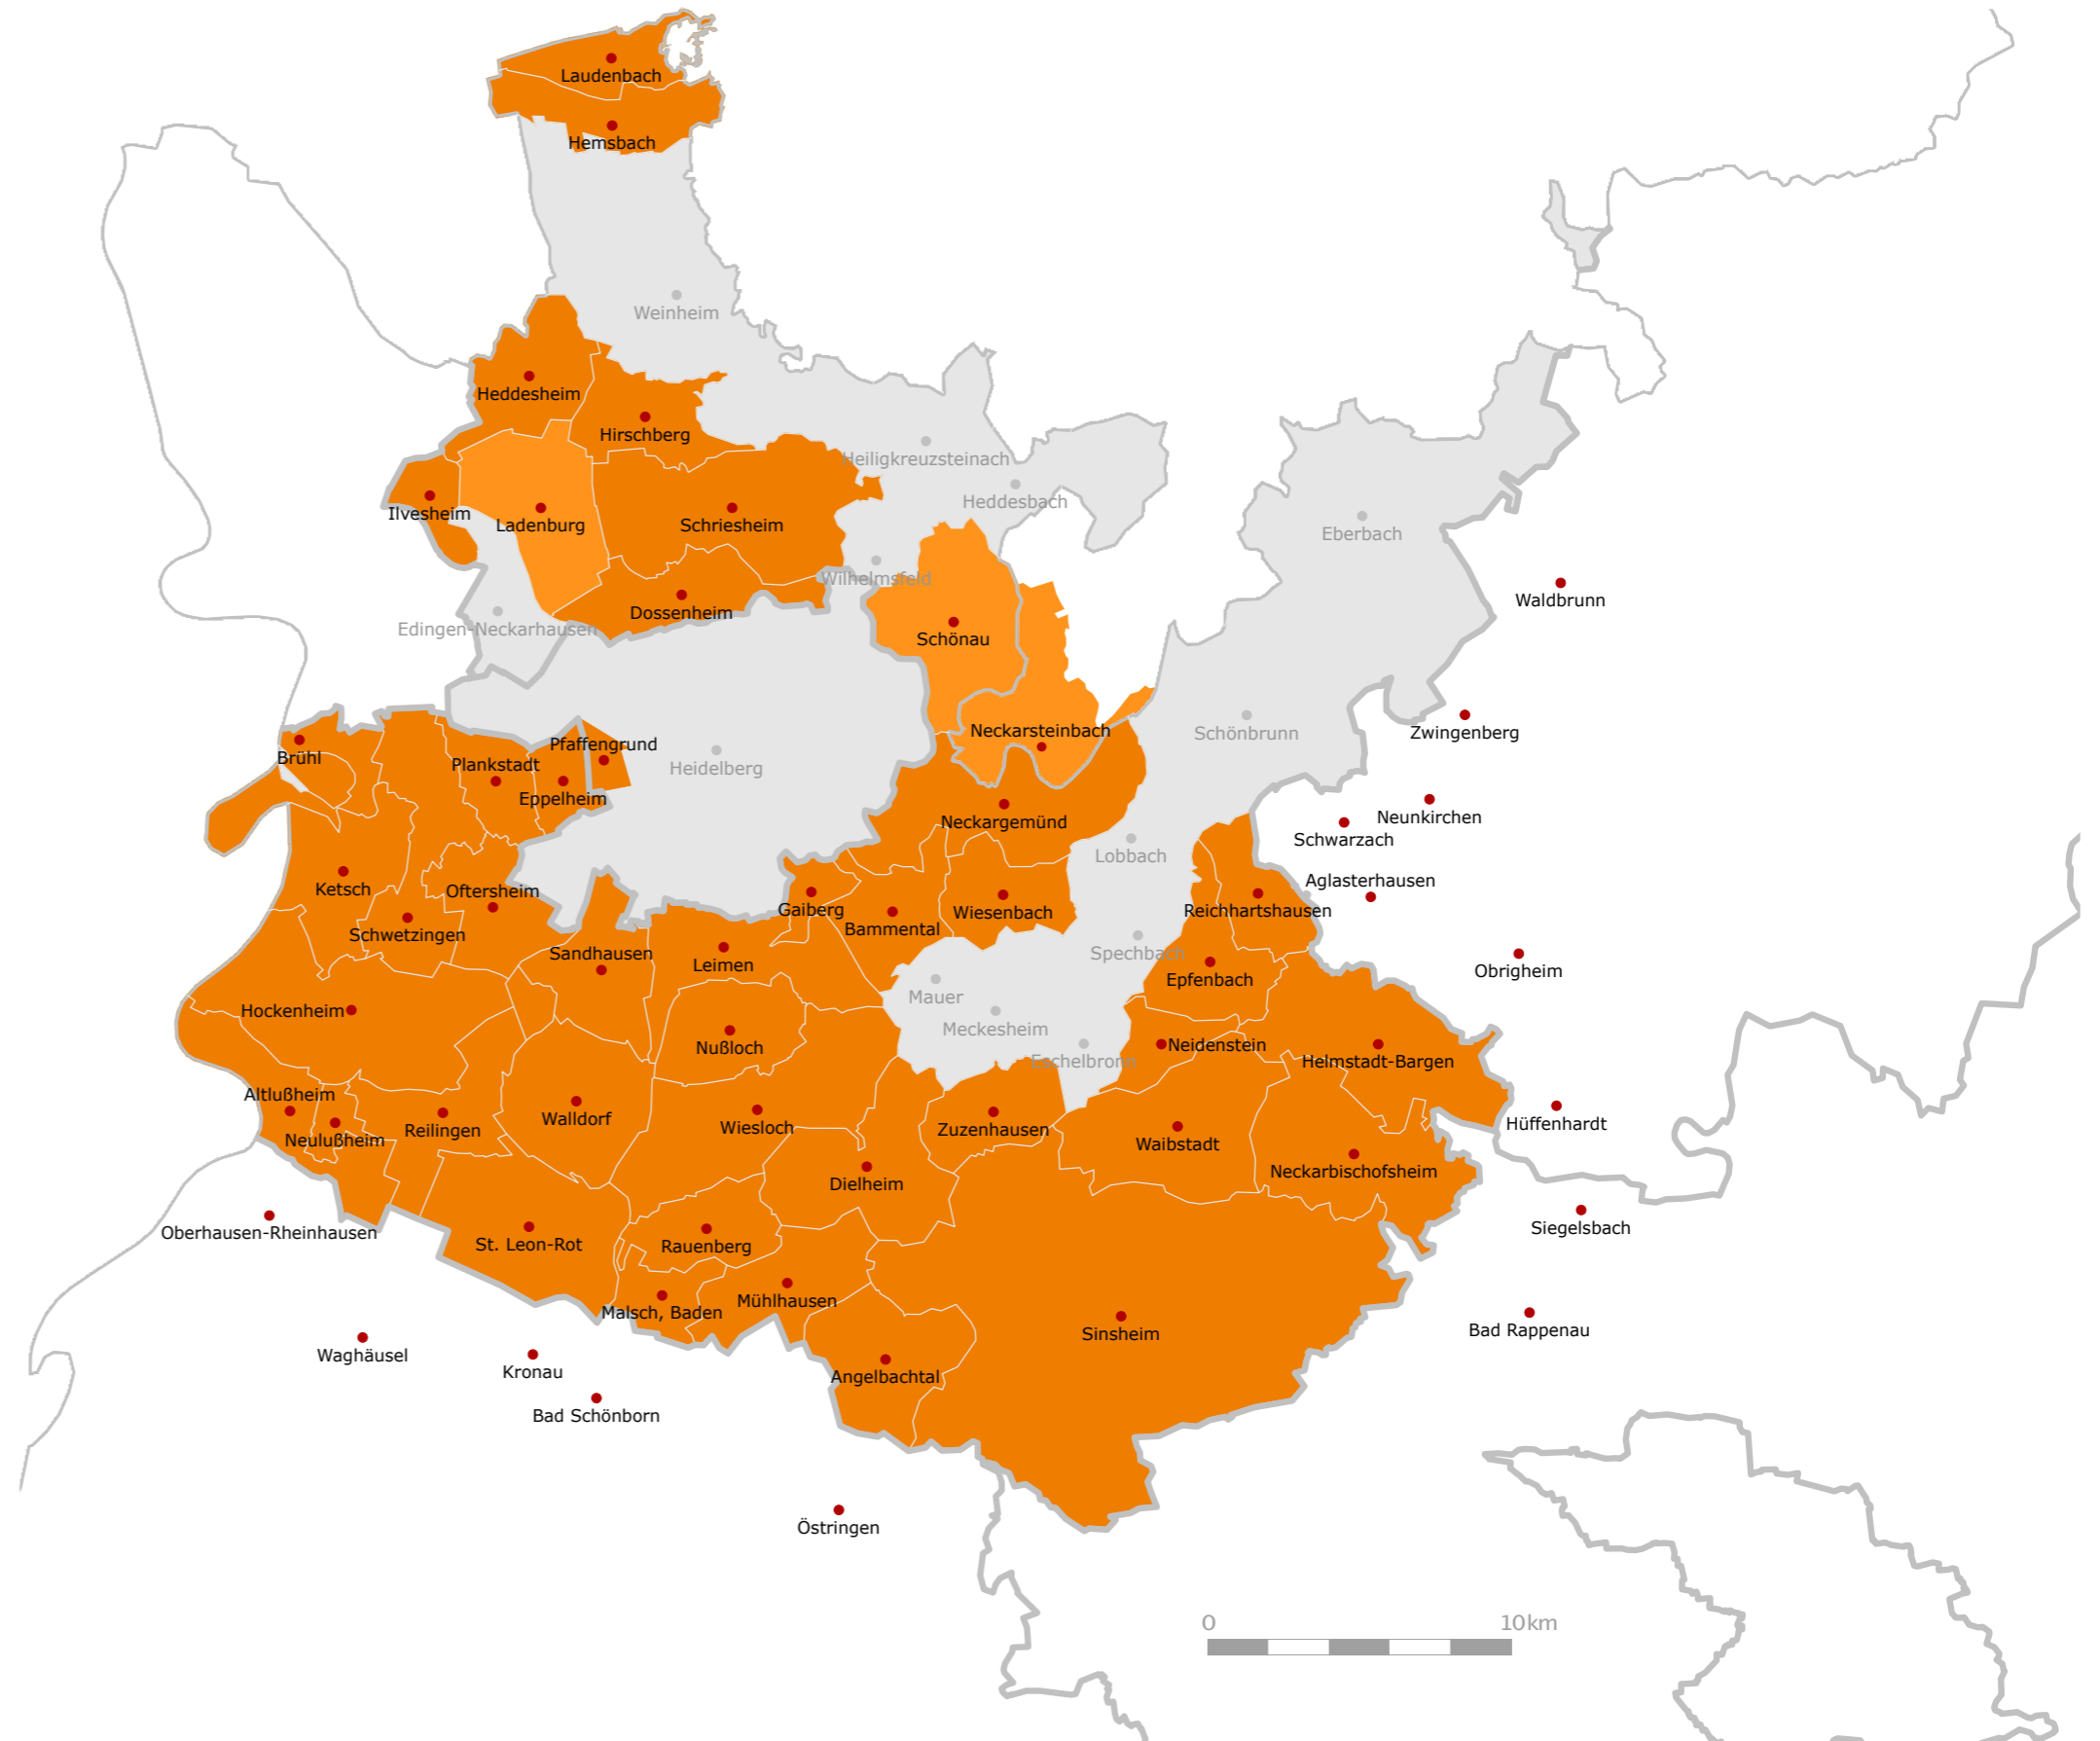 Laudenbach
Hemsbach
Weinheim
Heddesheim
Hirschberg
Heiligkreuzsteinach
Heddesbach
Ilvesheim
Ladenburg
Schriesheim
Eberbach
Wilhelmsfeld
Waldbrunn
Dossenheim
Edingen-Neckarhausen
Schönau
Neckarsteinbach
Schönbrunn
Zwingenberg
Pfaffengrund
Brühl
Plankstadt
Heidelberg
Eppelheim
Neckargemünd
Neunkirchen
Schwarzach
Lobbach
Aglasterhausen
Ketsch
Oftersheim
Gaiberg
Wiesenbach
Reichhartshausen
Bammental
Schwetzingen
Sandhausen
Spechbach
Leimen
Obrigheim
Epfenbach
Mauer
Hockenheim
Meckesheim
Neidenstein
Nußloch
Eschelbronn
Helmstadt-Bargen
Altlußheim
Walldorf
Hüffenhardt
Wiesloch
Zuzenhausen
Reilingen
Neulußheim
Waibstadt
Neckarbischofsheim
Dielheim
Siegelsbach
Oberhausen-Rheinhausen
St. Leon-Rot
Rauenberg
Mühlhausen
Malsch, Baden
Bad Rappenau
Sinsheim
Waghäusel
Kronau
Angelbachtal
Bad Schönborn
Östringen
0 10km